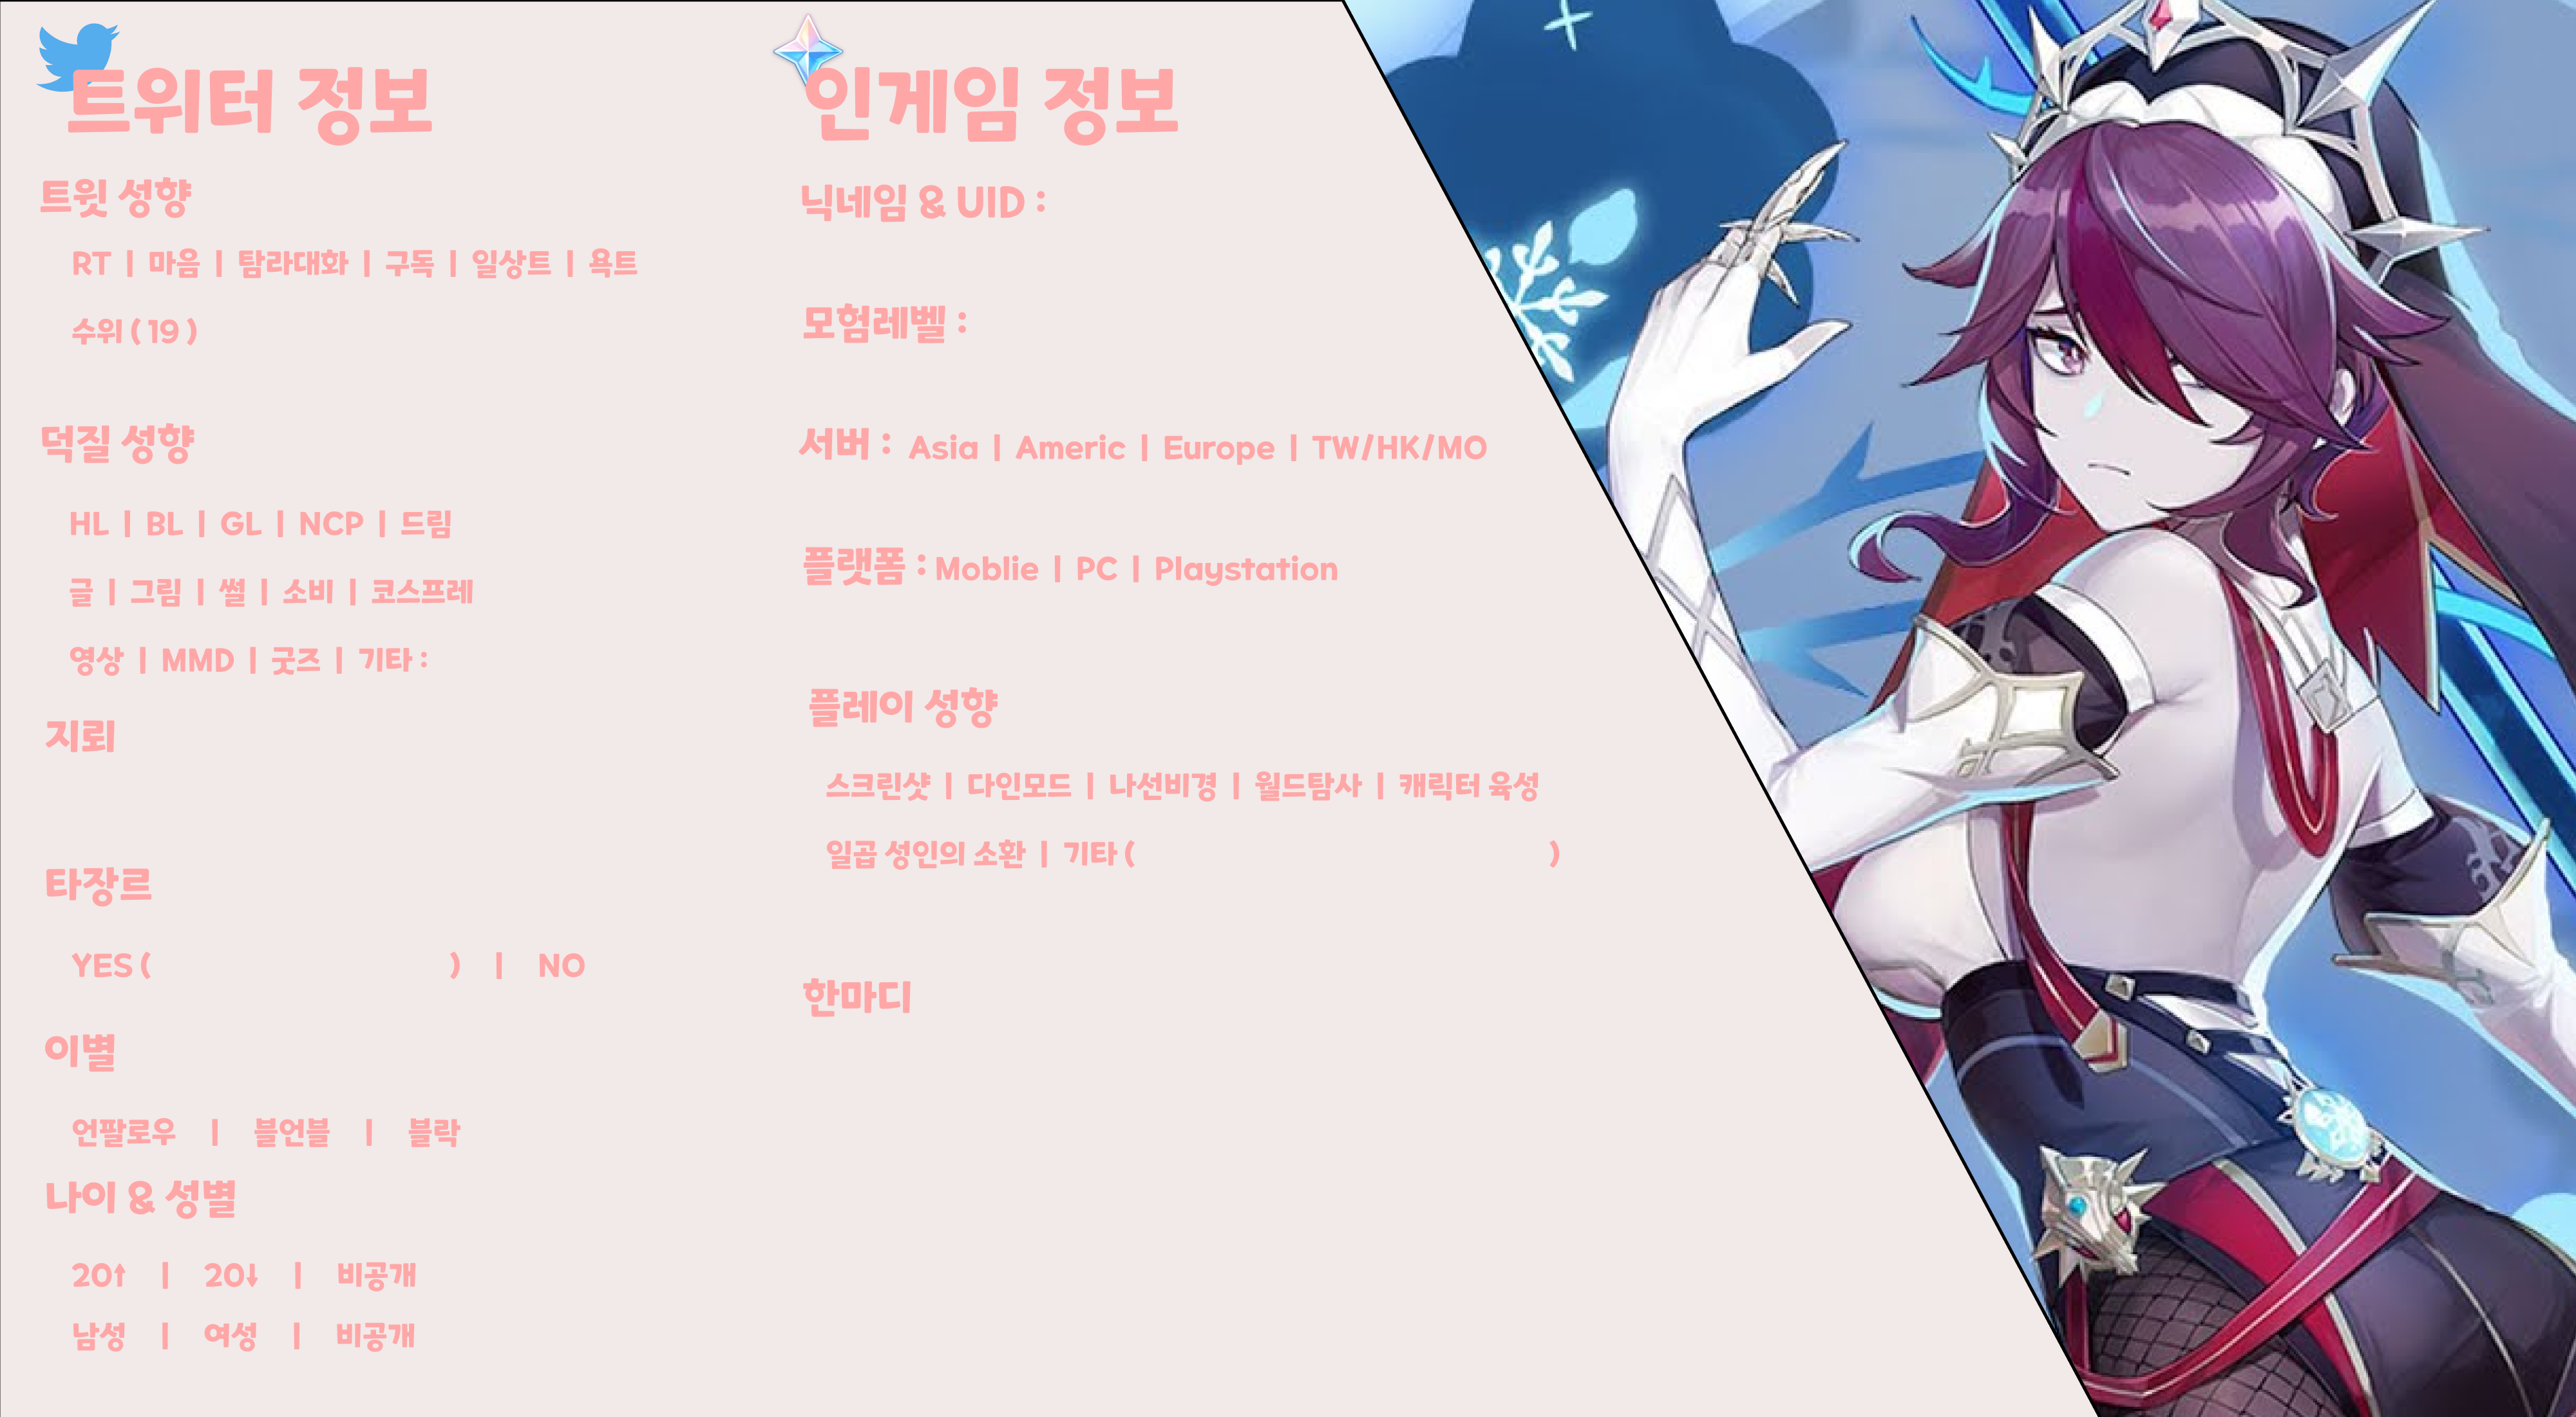 트위터 정보
트윗 성향
RT | 마음 | 탐라대화 | 구독 | 일상트 | 욕트
수위 ( 19 )
덕질 성향
HL | BL | GL | NCP | 드림
글 | 그림 | 썰 | 소비 | 코스프레
영상 | MMD | 굿즈 | 기타 :
지뢰
타장르
YES ( ) | NO
이별
언팔로우 | 블언블 | 블락
나이 & 성별
20↑ | 20↓ | 비공개
남성 | 여성 | 비공개
인게임 정보
닉네임 & UID :
모험레벨 :
서버 : Asia | Americ | Europe | TW/HK/MO
플랫폼 : Moblie | PC | Playstation
플레이 성향
스크린샷 | 다인모드 | 나선비경 | 월드탐사 | 캐릭터 육성
일곱 성인의 소환 | 기타 ( )
한마디